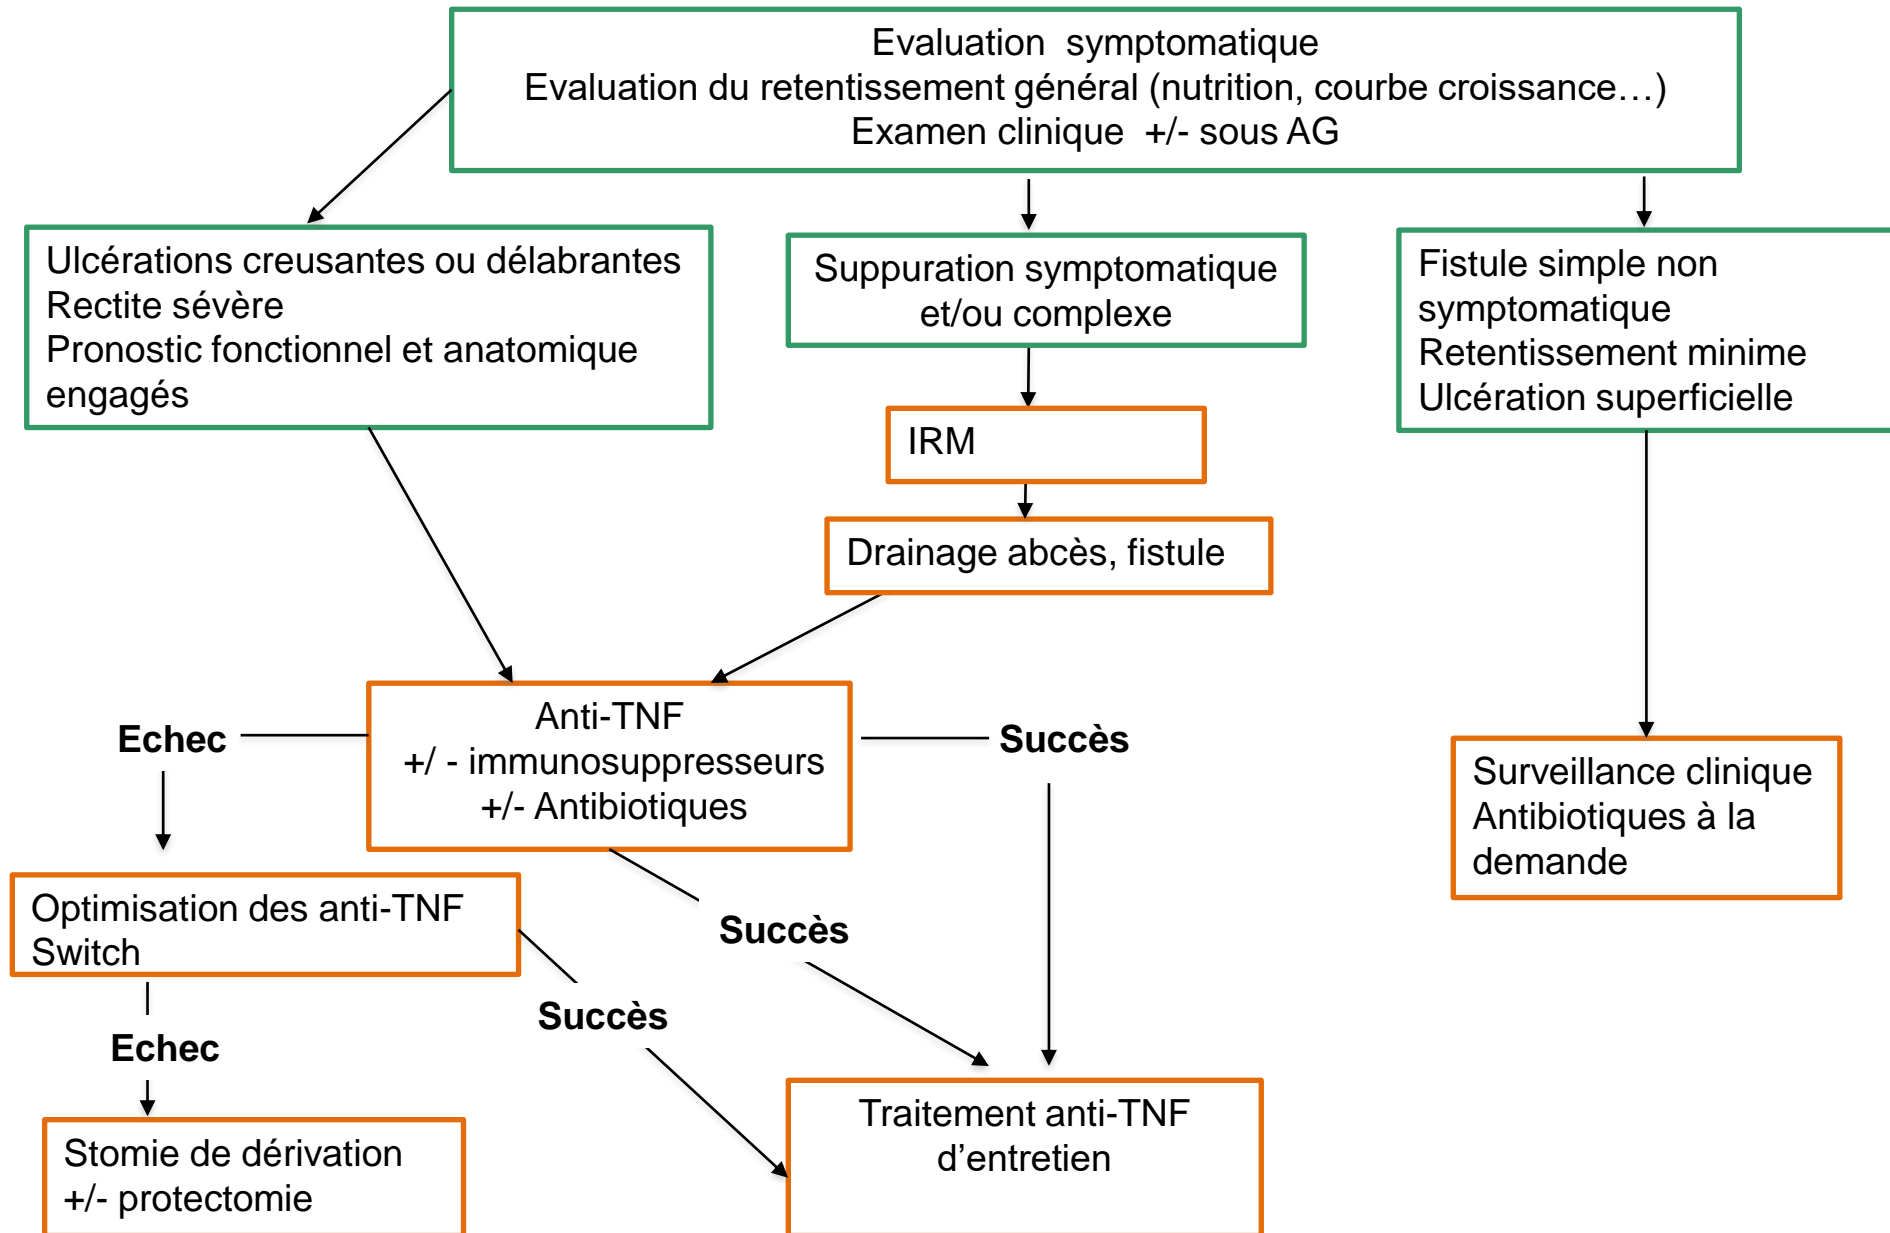 Evaluation symptomatique
Evaluation du retentissement général (nutrition, courbe croissance…)
Examen clinique +/- sous AG
Ulcérations creusantes ou délabrantes
Rectite sévère
Pronostic fonctionnel et anatomique
engagés
Suppuration symptomatique
et/ou complexe
Fistule simple non
symptomatique
Retentissement minime
Ulcération superficielle
IRM
Drainage abcès, fistule
Anti-TNF
+/ - immunosuppresseurs
+/- Antibiotiques
Echec
Succès
Surveillance clinique
Antibiotiques à la
demande
Optimisation des anti-TNF
Switch
Succès
Succès
Echec
Stomie de dérivation
+/- protectomie
Traitement anti-TNF
d’entretien